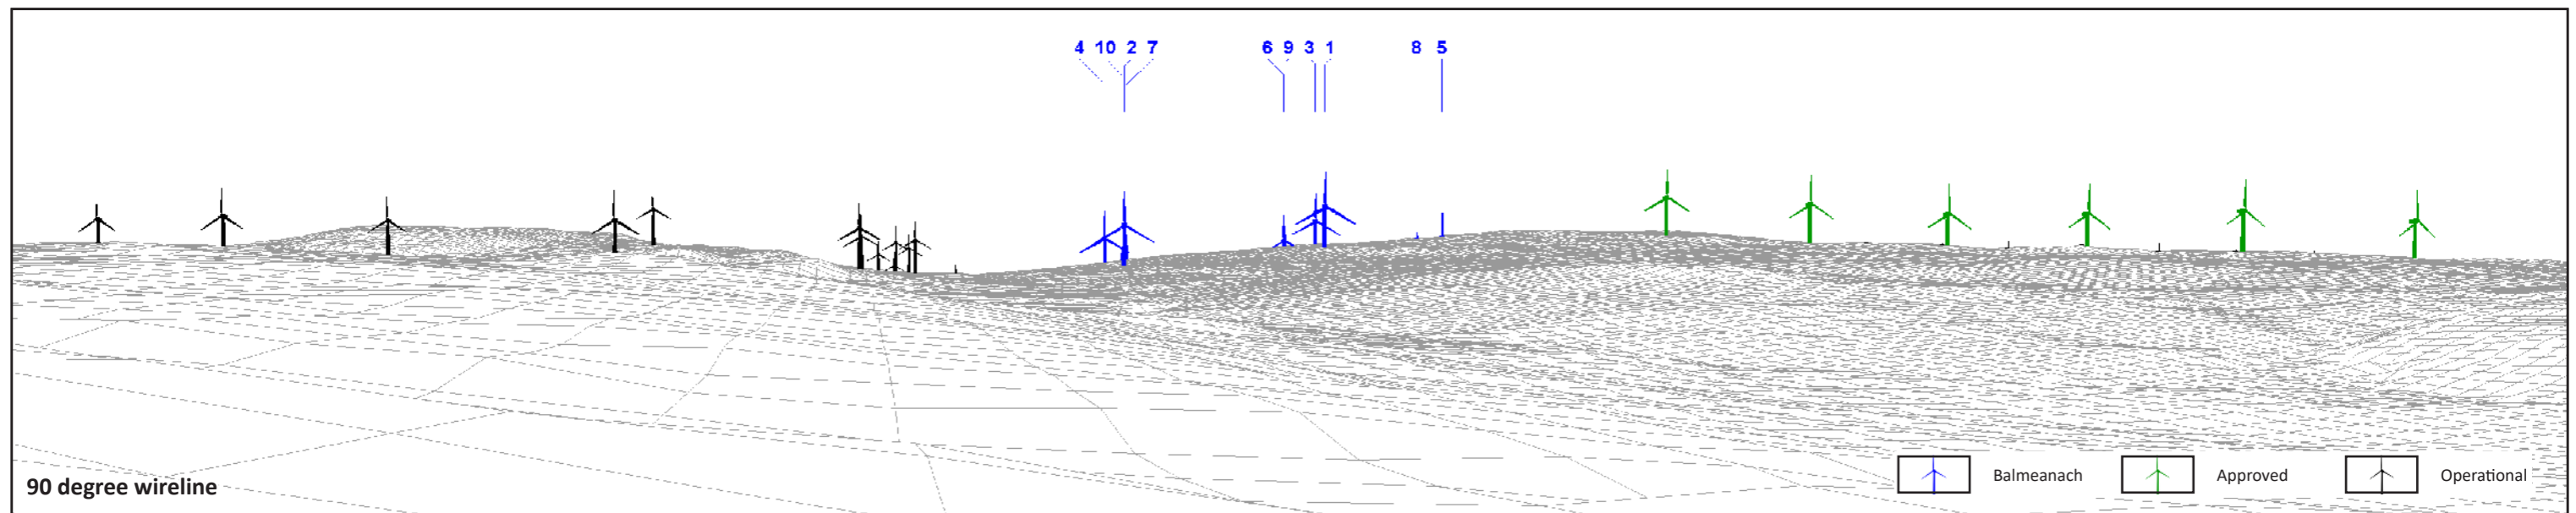 4 10 2 7 6 9 3 1 8 5
90 degree wireline
Balmeanach Approved Operational